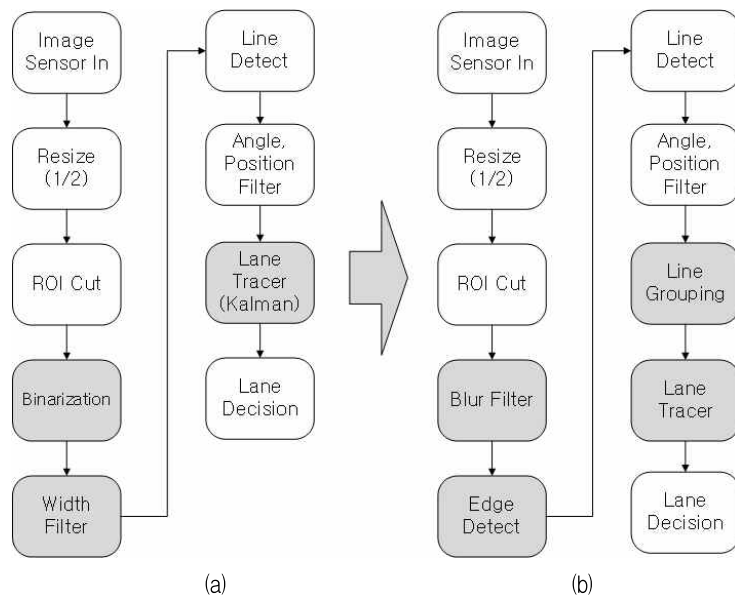 Image
Sensor In
Resize
(1/2)
ROI Cut
Binarization
Width
Filter
Line
Detect
Angle,
Position
Filter
Lane
Tracer
(Kalman)
Lane
Decision
(a)
Image
Sensor In
Resize
(1/2)
ROI Cut
Blur Filter
Edge
Detect
Line
Detect
Angle,
Position
Filter
Line
Grouping
Lane
Tracer
Lane
Decision
(b)